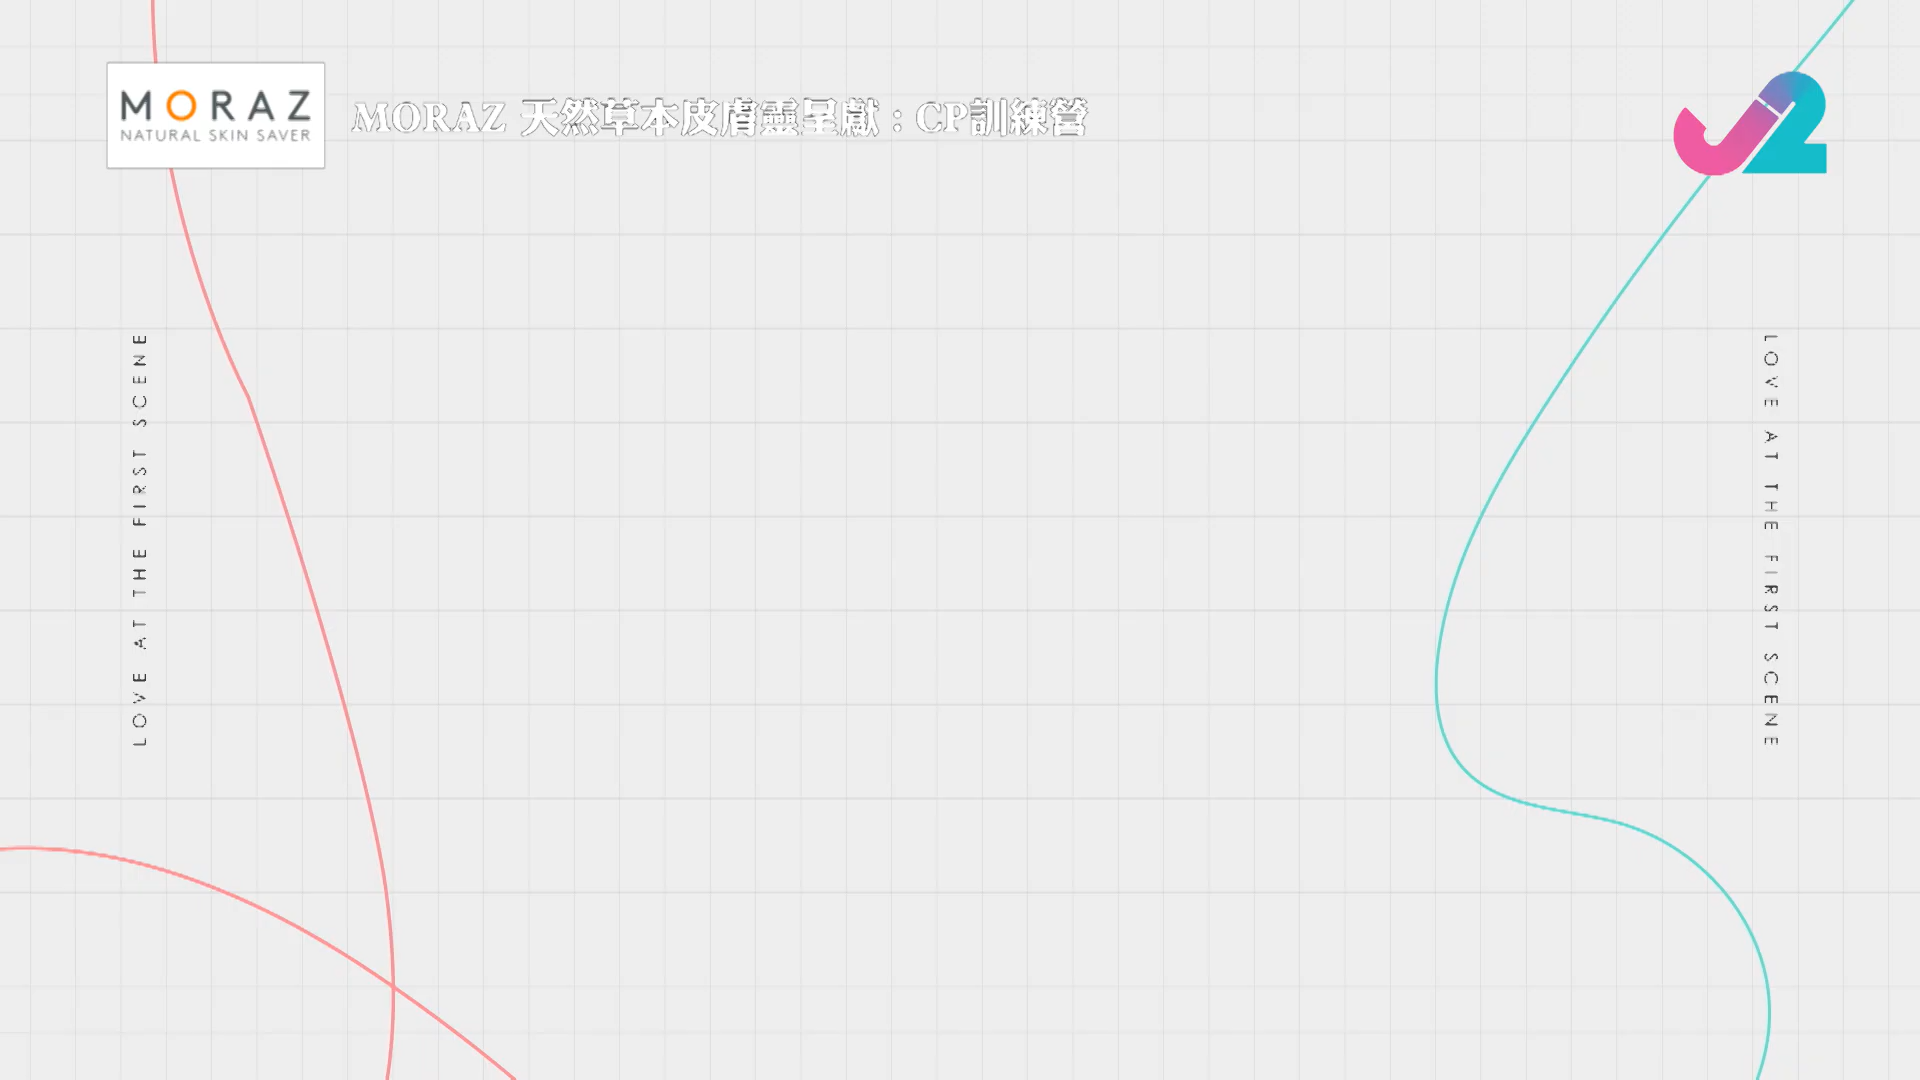 MORAZ
NATURAL SKIN SAVER
MORAZ 天然草本皮膚靈呈獻：CP訓練營
J2
LOVE AT THE FIRST SCENE
LOVE AT THE FIRST SCENE